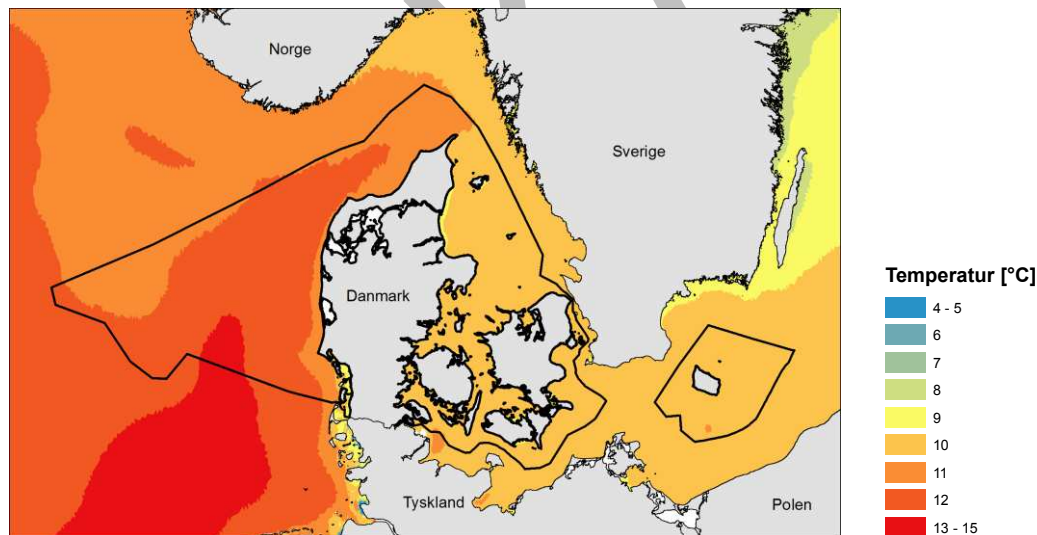 Norge
Sverige
Danmark
Tyskland
Polen
Temperatur [°C]
4 - 5
6
7
8
9
10
11
12
13 - 15